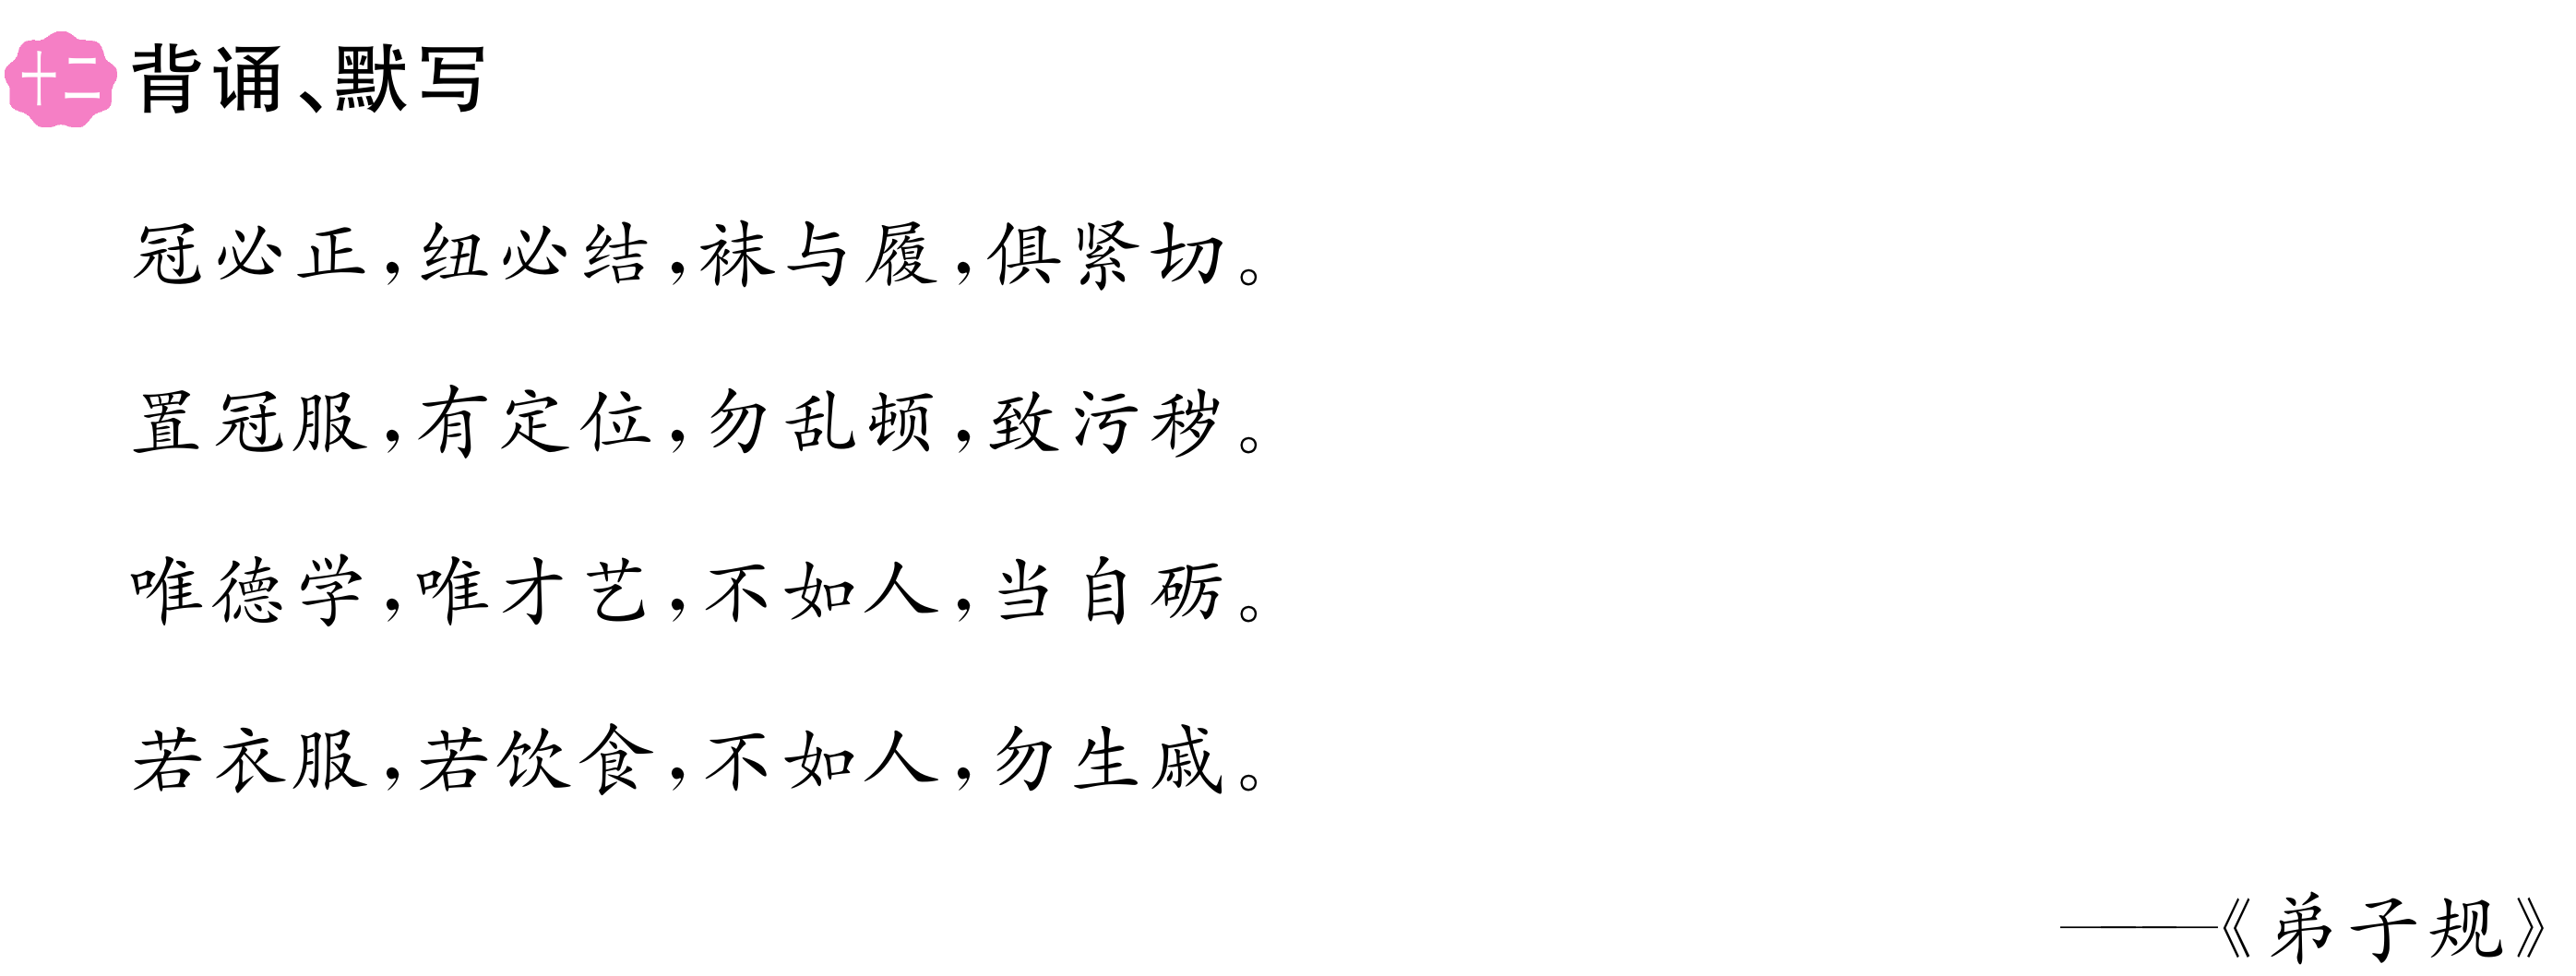 十二 背诵、默写
冠必正,纽必结,袜与履,俱紧切。
置冠服,有定位,勿乱顿,致污秽。
唯德学,唯才艺,不如人,当自砺。
若衣服,若饮食,不如人,勿生戚。
——《弟子规》